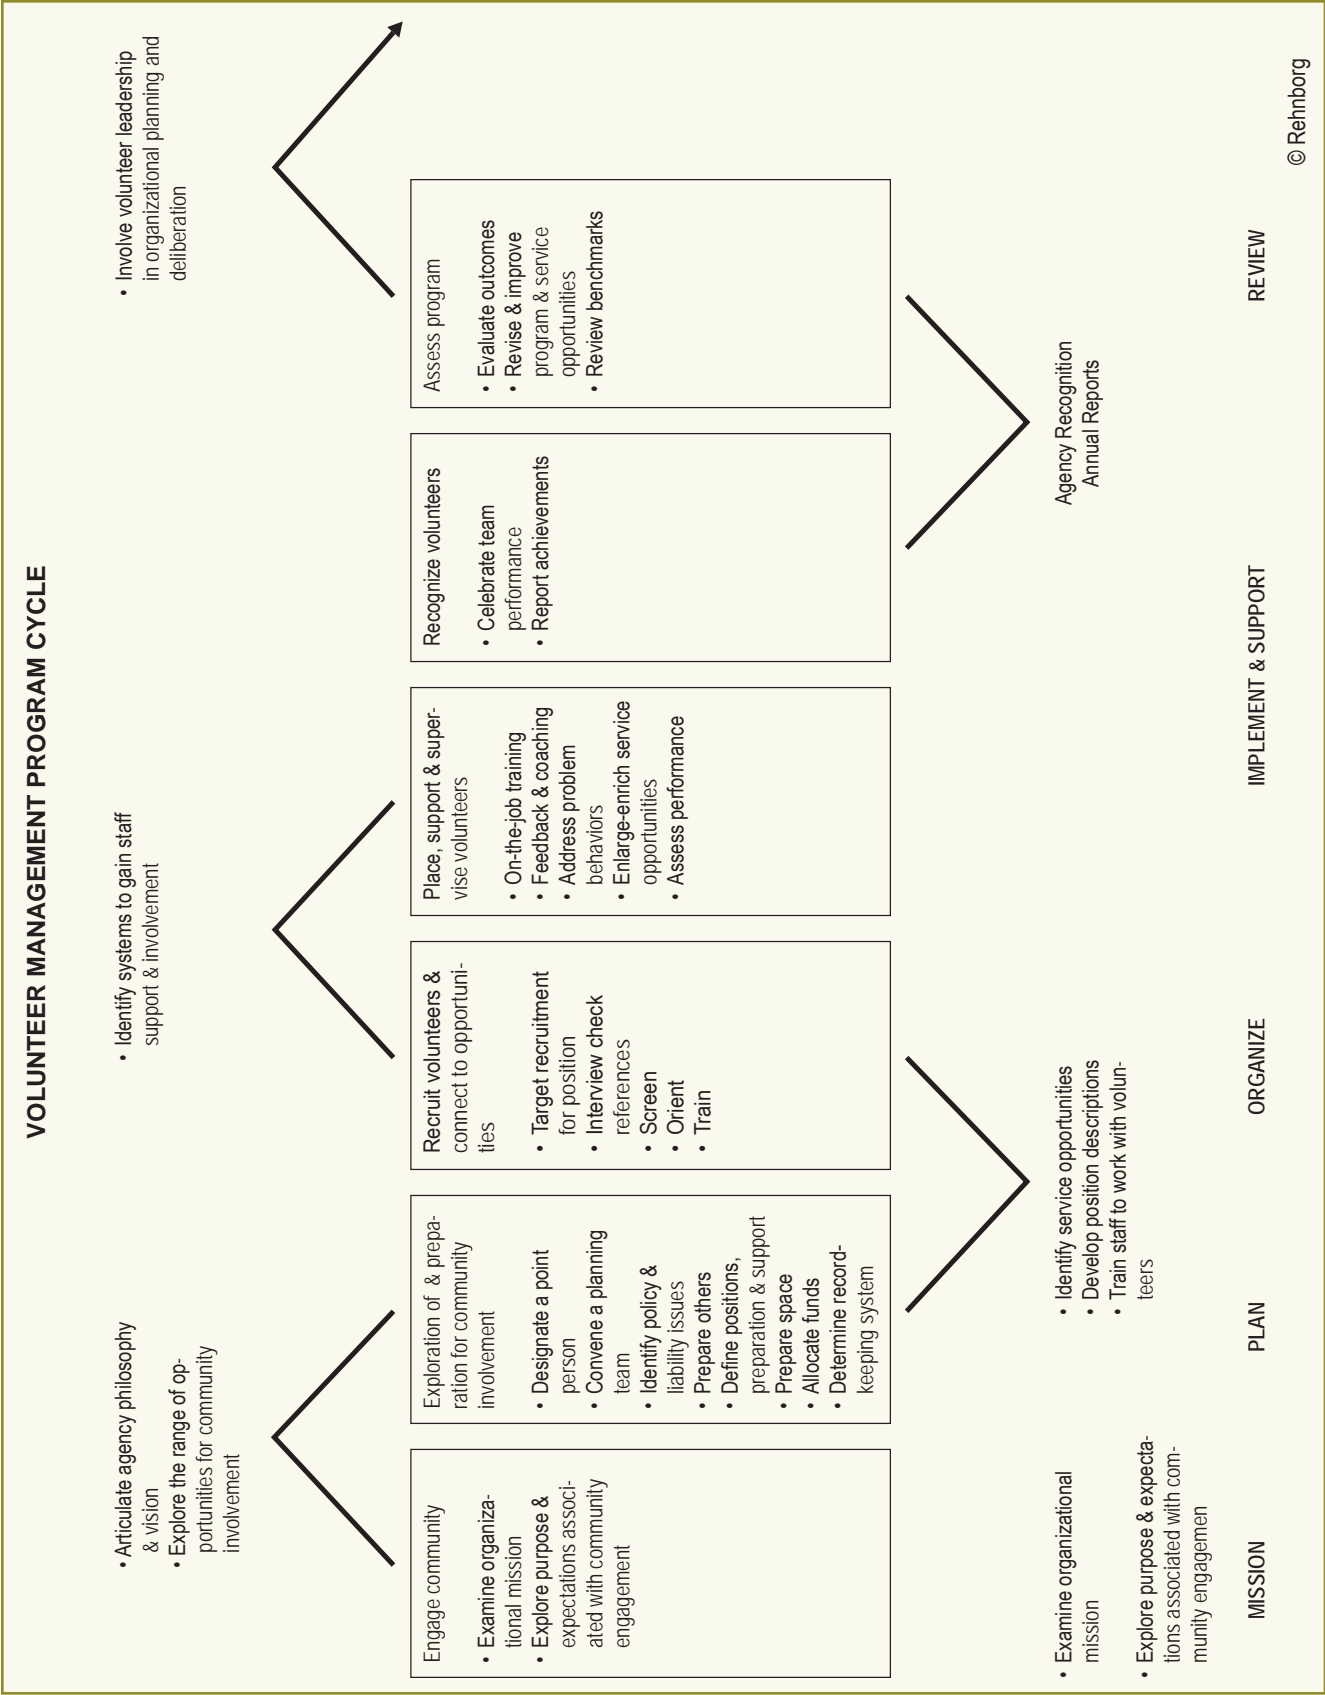 VOLUNTEER MANAGEMENT PROGRAM CYCLE
• Articulate agency philosophy
& vision
• Explore the range of op-
portunities for community
involvement
• Identify systems to gain staff
support & involvement
• Involve volunteer leadership
in organizational planning and
deliberation
Engage community
• Examine organiza-
tional mission
• Explore purpose &
expectations associ-
ated with community
engagement
Exploration of & prepa-
ration for community
involvement
• Designate a point
person
• Convene a planning
team
• Identify policy &
liability issues
• Prepare others
• Define positions,
preparation & support
• Prepare space
• Allocate funds
• Determine record-
keeping system
Recruit volunteers &
connect to opportuni-
ties
• Target recruitment
for position
• Interview check
references
• Screen
• Orient
• Train
Place, support & super-
vise volunteers
• On-the-job training
• Feedback & coaching
• Address problem
behaviors
• Enlarge-enrich service
opportunities
• Assess performance
Recognize volunteers
• Celebrate team
performance
• Report achievements
Assess program
• Evaluate outcomes
• Revise & improve
program & service
opportunities
• Review benchmarks
• Examine organizational
mission
• Explore purpose & expecta-
tions associated with com-
munity engagemen
• Identify service opportunities
• Develop position descriptions
• Train staff to work with volun-
teers
Agency Recognition
Annual Reports
MISSION
PLAN
ORGANIZE
IMPLEMENT & SUPPORT
REVIEW
© Rehnborg